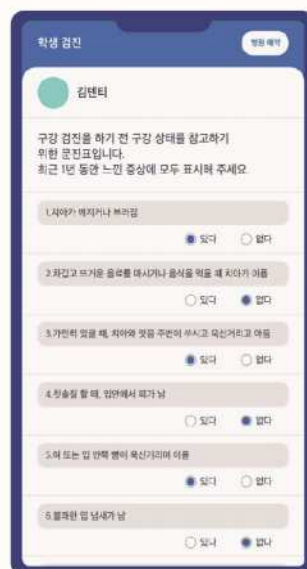 학생 검진
병원 예약
김덴티
구강 검진을 하기 전 구강 상태를 참고하기
위한 문진표입니다.
최근 1년 동안 느낀 증상에 모두 표시해 주세요
1.치아가 깨지거나 부러짐
있다 없다
2.차갑고 뜨거운 음료를 마시거나 음식을 먹을 때 치아가 아픔
있다 없다
3.가만히 있을 때, 치아와 잇몸 주변이 쑤시고 욱신거리고 아픔
있다 없다
4.칫솔질 할 때, 입안에서 피가 남
있다 없다
5.혀 또는 입 안쪽 뺨이 욱신거리며 아픔
있다 없다
6.불쾌한 입 냄새가 남
있다 없다